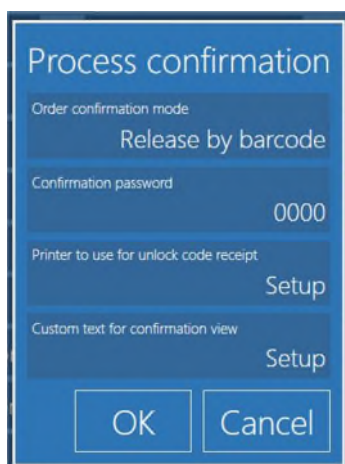 Process confirmation
Order confirmation mode
Release by barcode
Confirmation password
0000
Printer to use for unlock code receipt
Setup
Custom text for confirmation view
Setup
OK Cancel